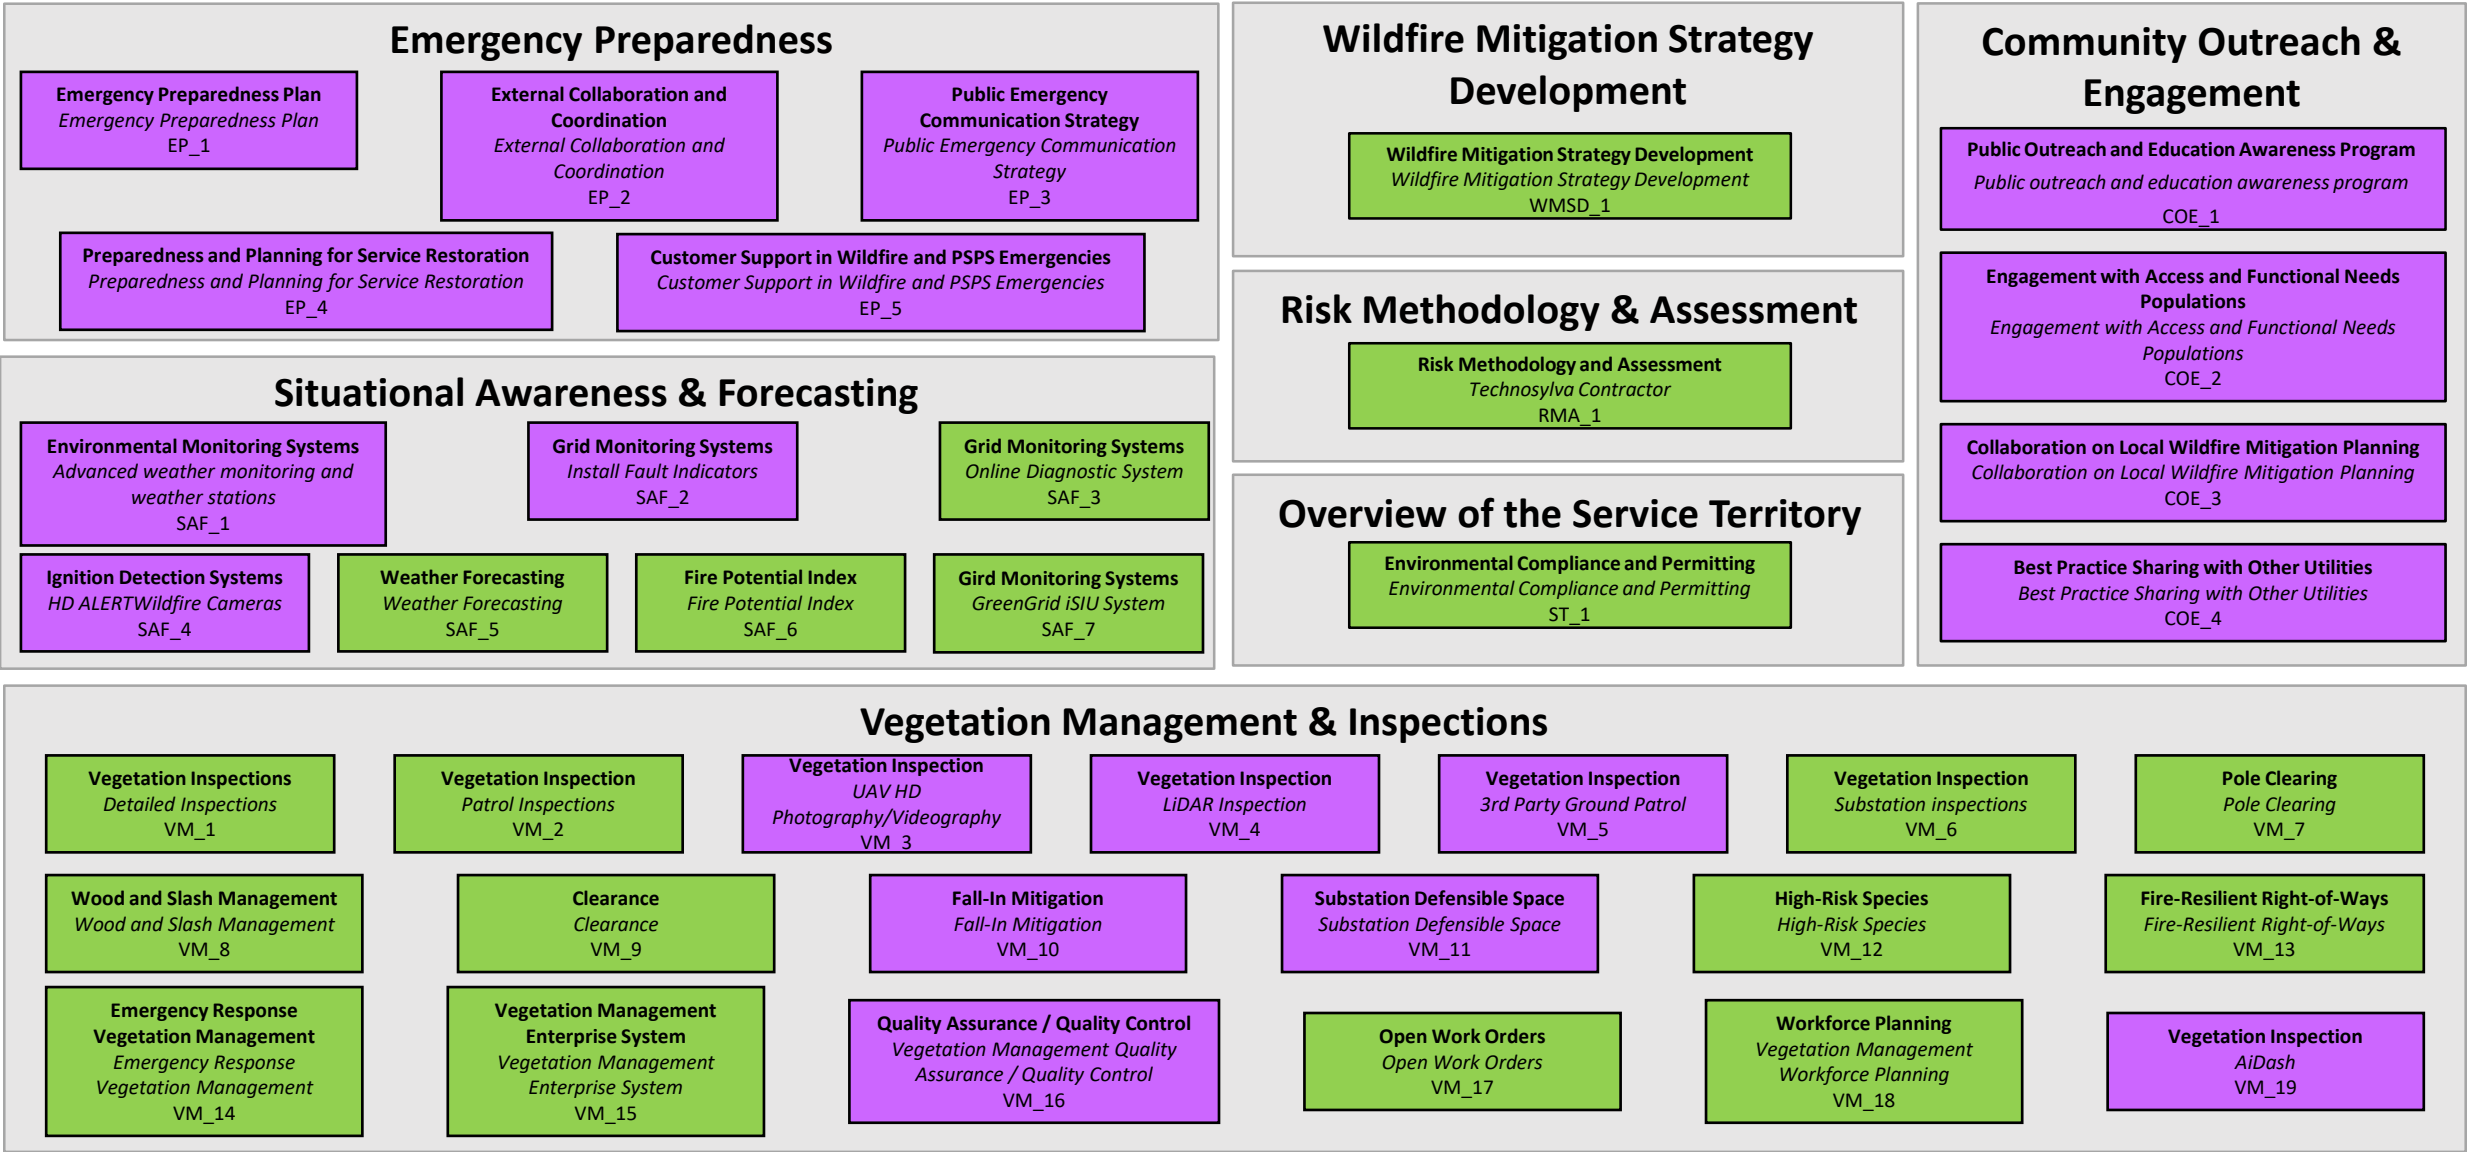 Emergency Preparedness
Emergency Preparedness Plan
Emergency Preparedness Plan
EP_1
External Collaboration and
Coordination
External Collaboration and
Coordination
EP_2
Public Emergency
Communication Strategy
Public Emergency Communication
Strategy
EP_3
Preparedness and Planning for Service Restoration
Preparedness and Planning for Service Restoration
EP_4
Customer Support in Wildfire and PSPS Emergencies
Customer Support in Wildfire and PSPS Emergencies
EP_5
Situational Awareness & Forecasting
Environmental Monitoring Systems
Advanced weather monitoring and
weather stations
SAF_1
Grid Monitoring Systems
Install Fault Indicators
SAF_2
Grid Monitoring Systems
Online Diagnostic System
SAF_3
Ignition Detection Systems
HD ALERTWildfire Cameras
SAF_4
Weather Forecasting
Weather Forecasting
SAF_5
Fire Potential Index
Fire Potential Index
SAF_6
Gird Monitoring Systems
GreenGrid iSIU System
SAF_7
Wildfire Mitigation Strategy
Development
Wildfire Mitigation Strategy Development
Wildfire Mitigation Strategy Development
WMSD_1
Risk Methodology & Assessment
Risk Methodology and Assessment
Technosylva Contractor
RMA_1
Overview of the Service Territory
Environmental Compliance and Permitting
Environmental Compliance and Permitting
ST_1
Community Outreach &
Engagement
Public Outreach and Education Awareness Program
Public outreach and education awareness program
COE_1
Engagement with Access and Functional Needs
Populations
Engagement with Access and Functional Needs
Populations
COE_2
Collaboration on Local Wildfire Mitigation Planning
Collaboration on Local Wildfire Mitigation Planning
COE_3
Best Practice Sharing with Other Utilities
Best Practice Sharing with Other Utilities
COE_4
Vegetation Management & Inspections
Vegetation Inspections
Detailed Inspections
VM_1
Vegetation Inspection
Patrol Inspections
VM_2
Vegetation Inspection
UAV HD
Photography/Videography
VM_3
Vegetation Inspection
LiDAR Inspection
VM_4
Vegetation Inspection
3rd Party Ground Patrol
VM_5
Vegetation Inspection
Substation inspections
VM_6
Pole Clearing
Pole Clearing
VM_7
Wood and Slash Management
Wood and Slash Management
VM_8
Clearance
Clearance
VM_9
Fall-In Mitigation
Fall-In Mitigation
VM_10
Substation Defensible Space
Substation Defensible Space
VM_11
High-Risk Species
High-Risk Species
VM_12
Fire-Resilient Right-of-Ways
Fire-Resilient Right-of-Ways
VM_13
Emergency Response
Vegetation Management
Emergency Response
Vegetation Management
VM_14
Vegetation Management
Enterprise System
Vegetation Management
Enterprise System
VM_15
Quality Assurance / Quality Control
Vegetation Management Quality
Assurance / Quality Control
VM_16
Open Work Orders
Open Work Orders
VM_17
Workforce Planning
Vegetation Management
Workforce Planning
VM_18
Vegetation Inspection
AiDash
VM_19